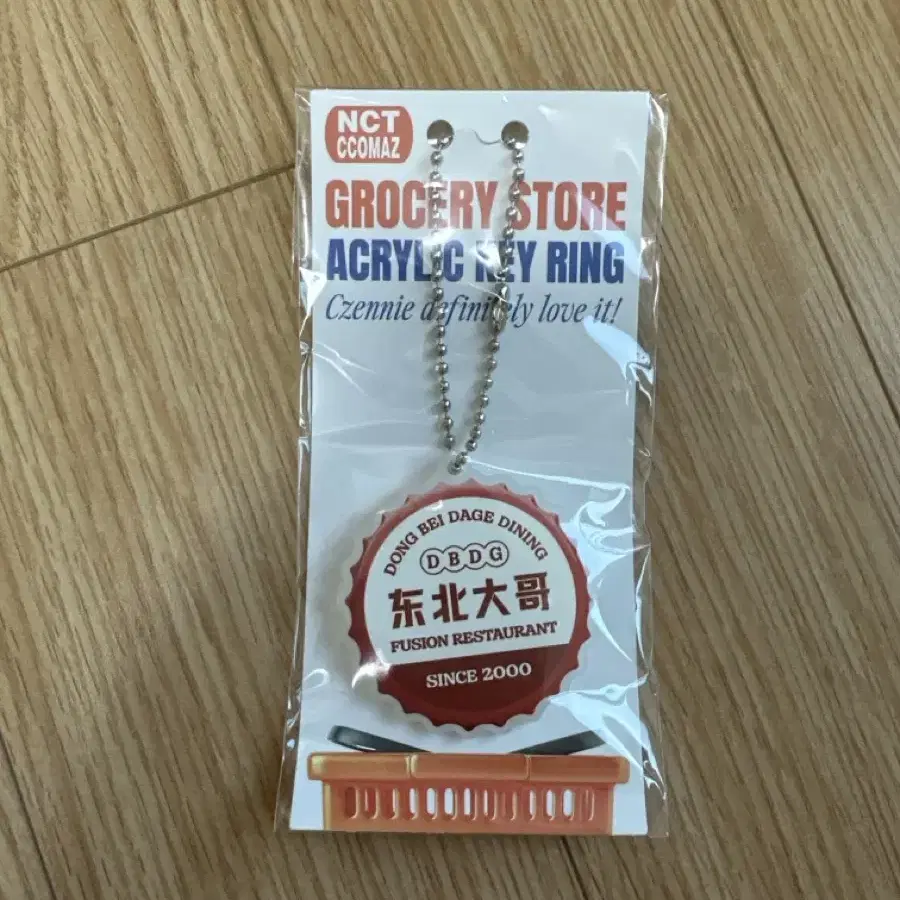 NCT
CCOMAZ
GROCERY STORE
ACRYLIC KEY RING
Czennie definitely love it!
DONG BEI DAGE DINING
DBDG
东北大哥
FUSION RESTAURANT
SINCE 2000